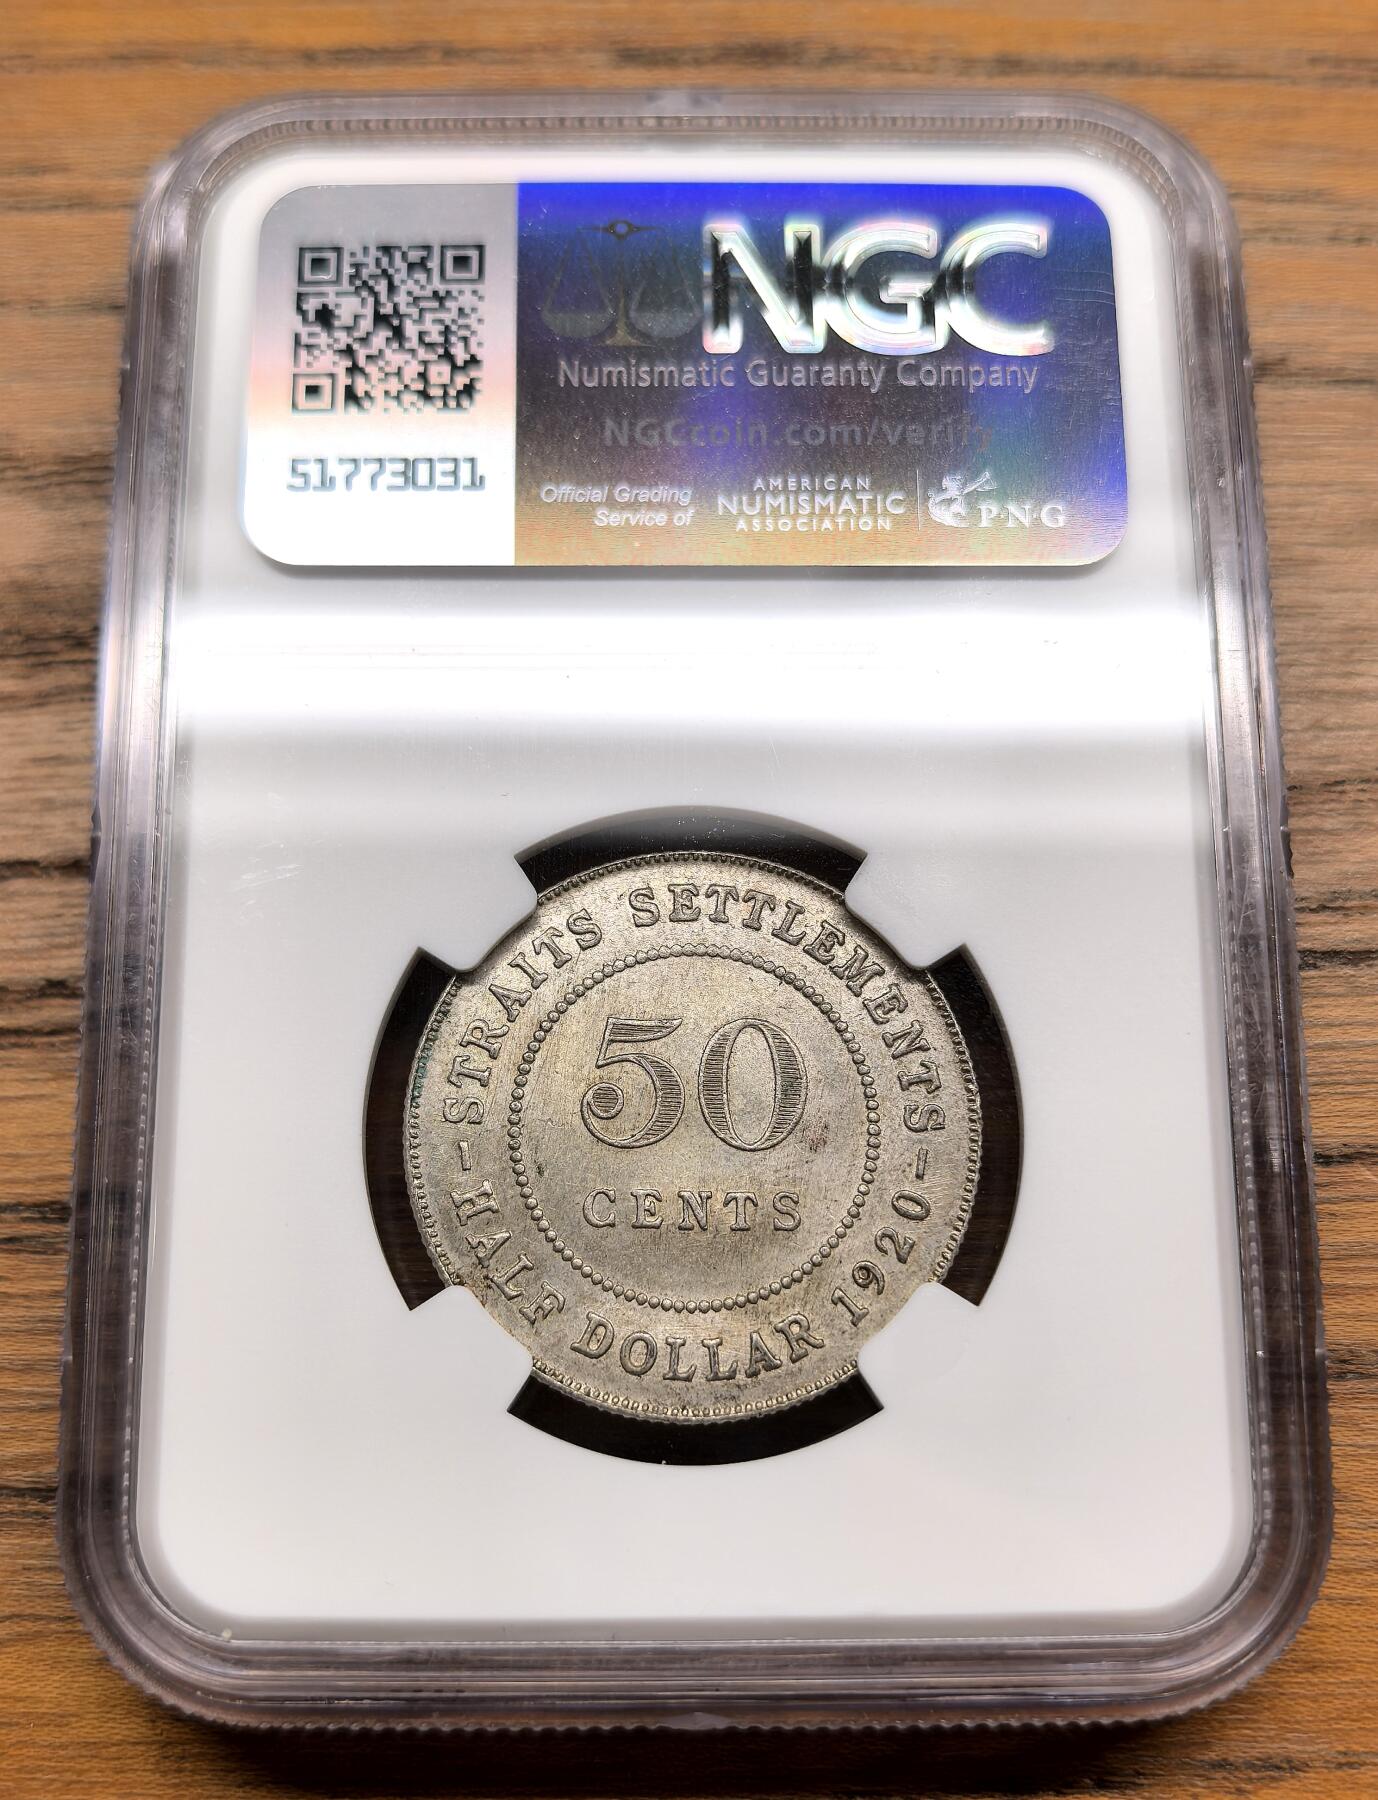 NGC
Numismatic Guaranty Company
NGCcoin.com/verify
51773031
Official Grading
Service of
AMERICAN
NUMISMATIC
ASSOCIATION
P·N·G
–STRAITS SETTLEMENTS–
50
CENTS
HALF DOLLAR 1920